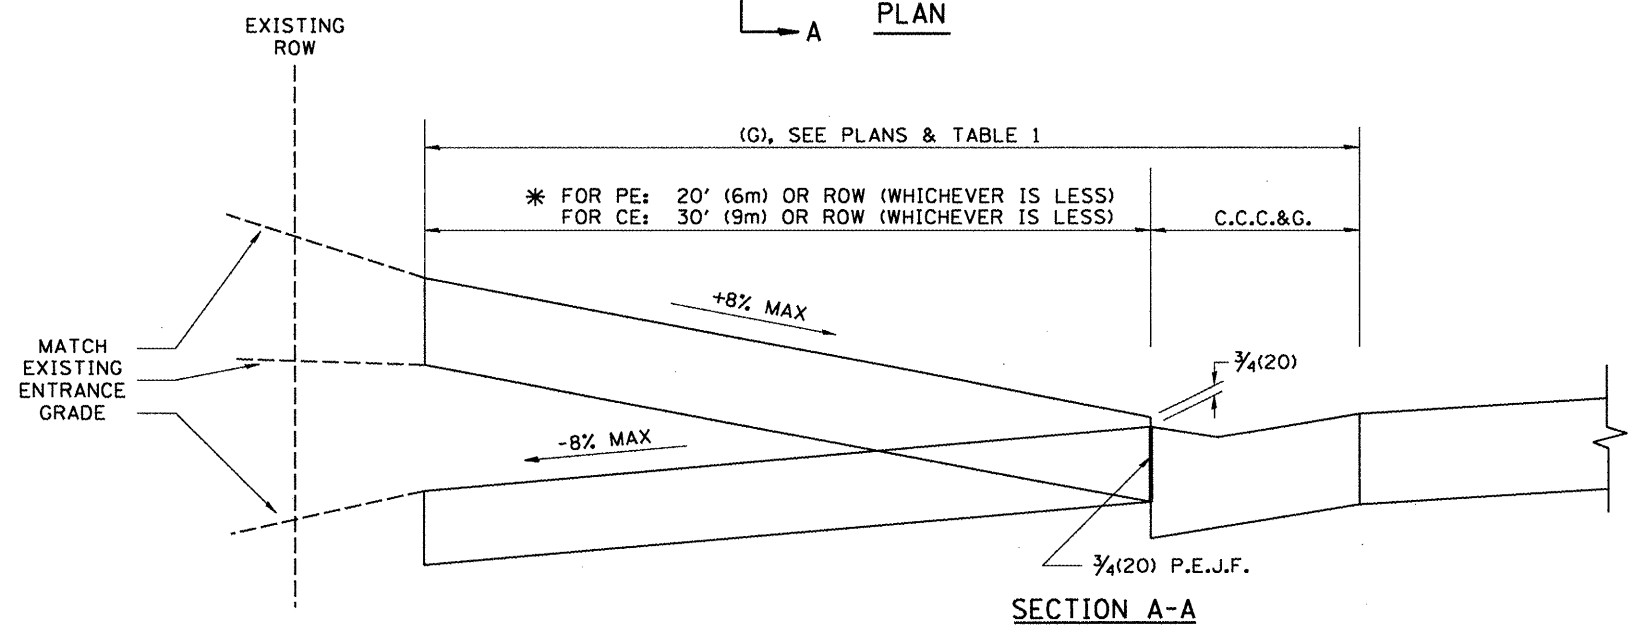 A
PLAN
EXISTING
ROW
(G), SEE PLANS & TABLE 1
* FOR PE: 20' (6m) OR ROW (WHICHEVER IS LESS)
FOR CE: 30' (9m) OR ROW (WHICHEVER IS LESS)
C.C.C.&G.
+8% MAX
MATCH
EXISTING
ENTRANCE
GRADE
¾(20)
-8% MAX
¾(20) P.E.J.F.
SECTION A-A